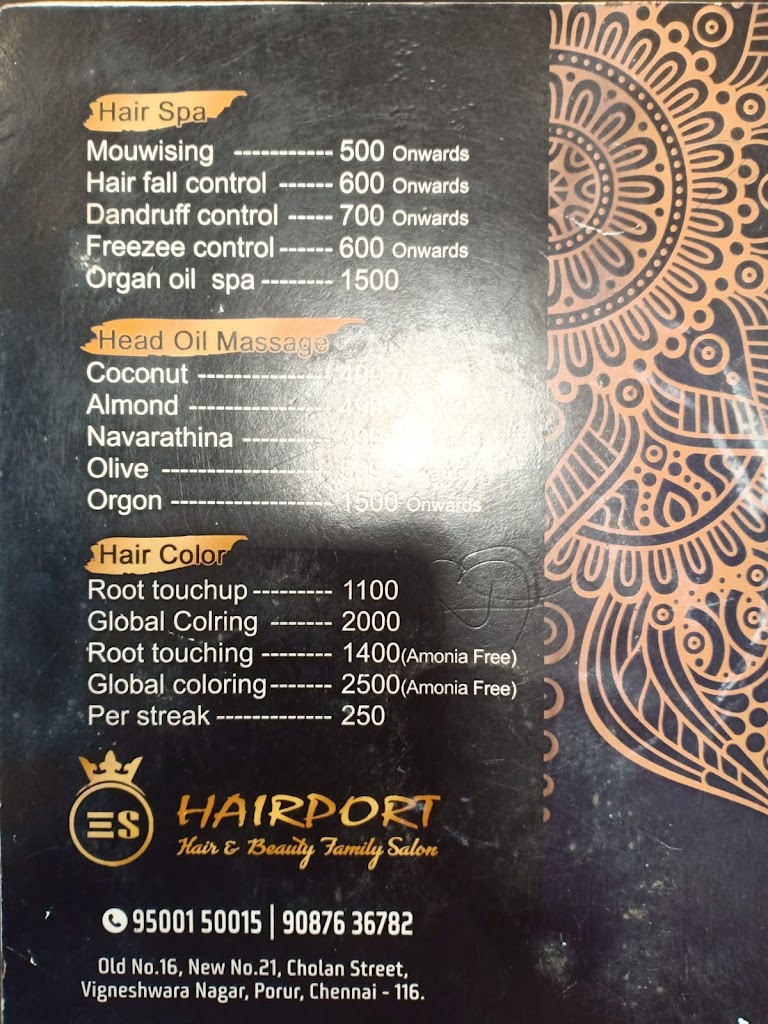 Hair Spa
Mouwising ----------- 500 Onwards
Hair fall control ------ 600 Onwards
Dandruff control ----- 700 Onwards
Freezee control ------ 600 Onwards
Organ oil spa -------- 1500
Head Oil Massage
Coconut ---------------
Almond ----------------
Navarathina ----------
Olive -------------------
Orgon ------------------ 1500 Onwards
Hair Color
Root touchup --------- 1100
Global Colring ------- 2000
Root touching -------- 1400(Amonia Free)
Global coloring------- 2500(Amonia Free)
Per streak ------------- 250
ES HAIRPORT
Hair & Beauty Family Salon
95001 50015 | 90876 36782
Old No.16, New No.21, Cholan Street,
Vigneshwara Nagar, Porur, Chennai - 116.